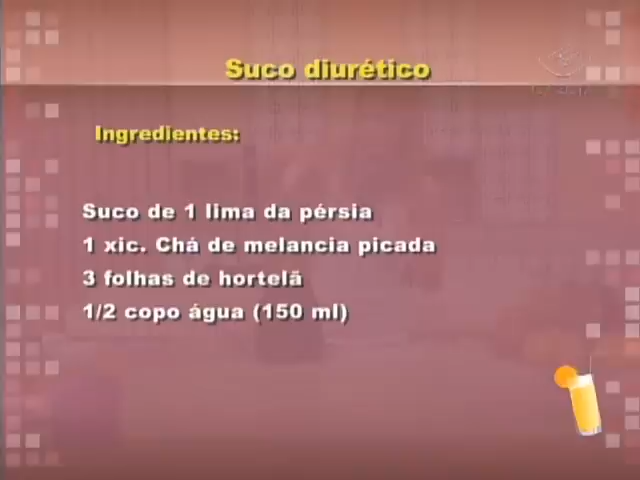 Suco diurético
Ingredientes:
Suco de 1 lima da pérsia
1 xic. Chá de melancia picada
3 folhas de hortelã
1/2 copo água (150 ml)